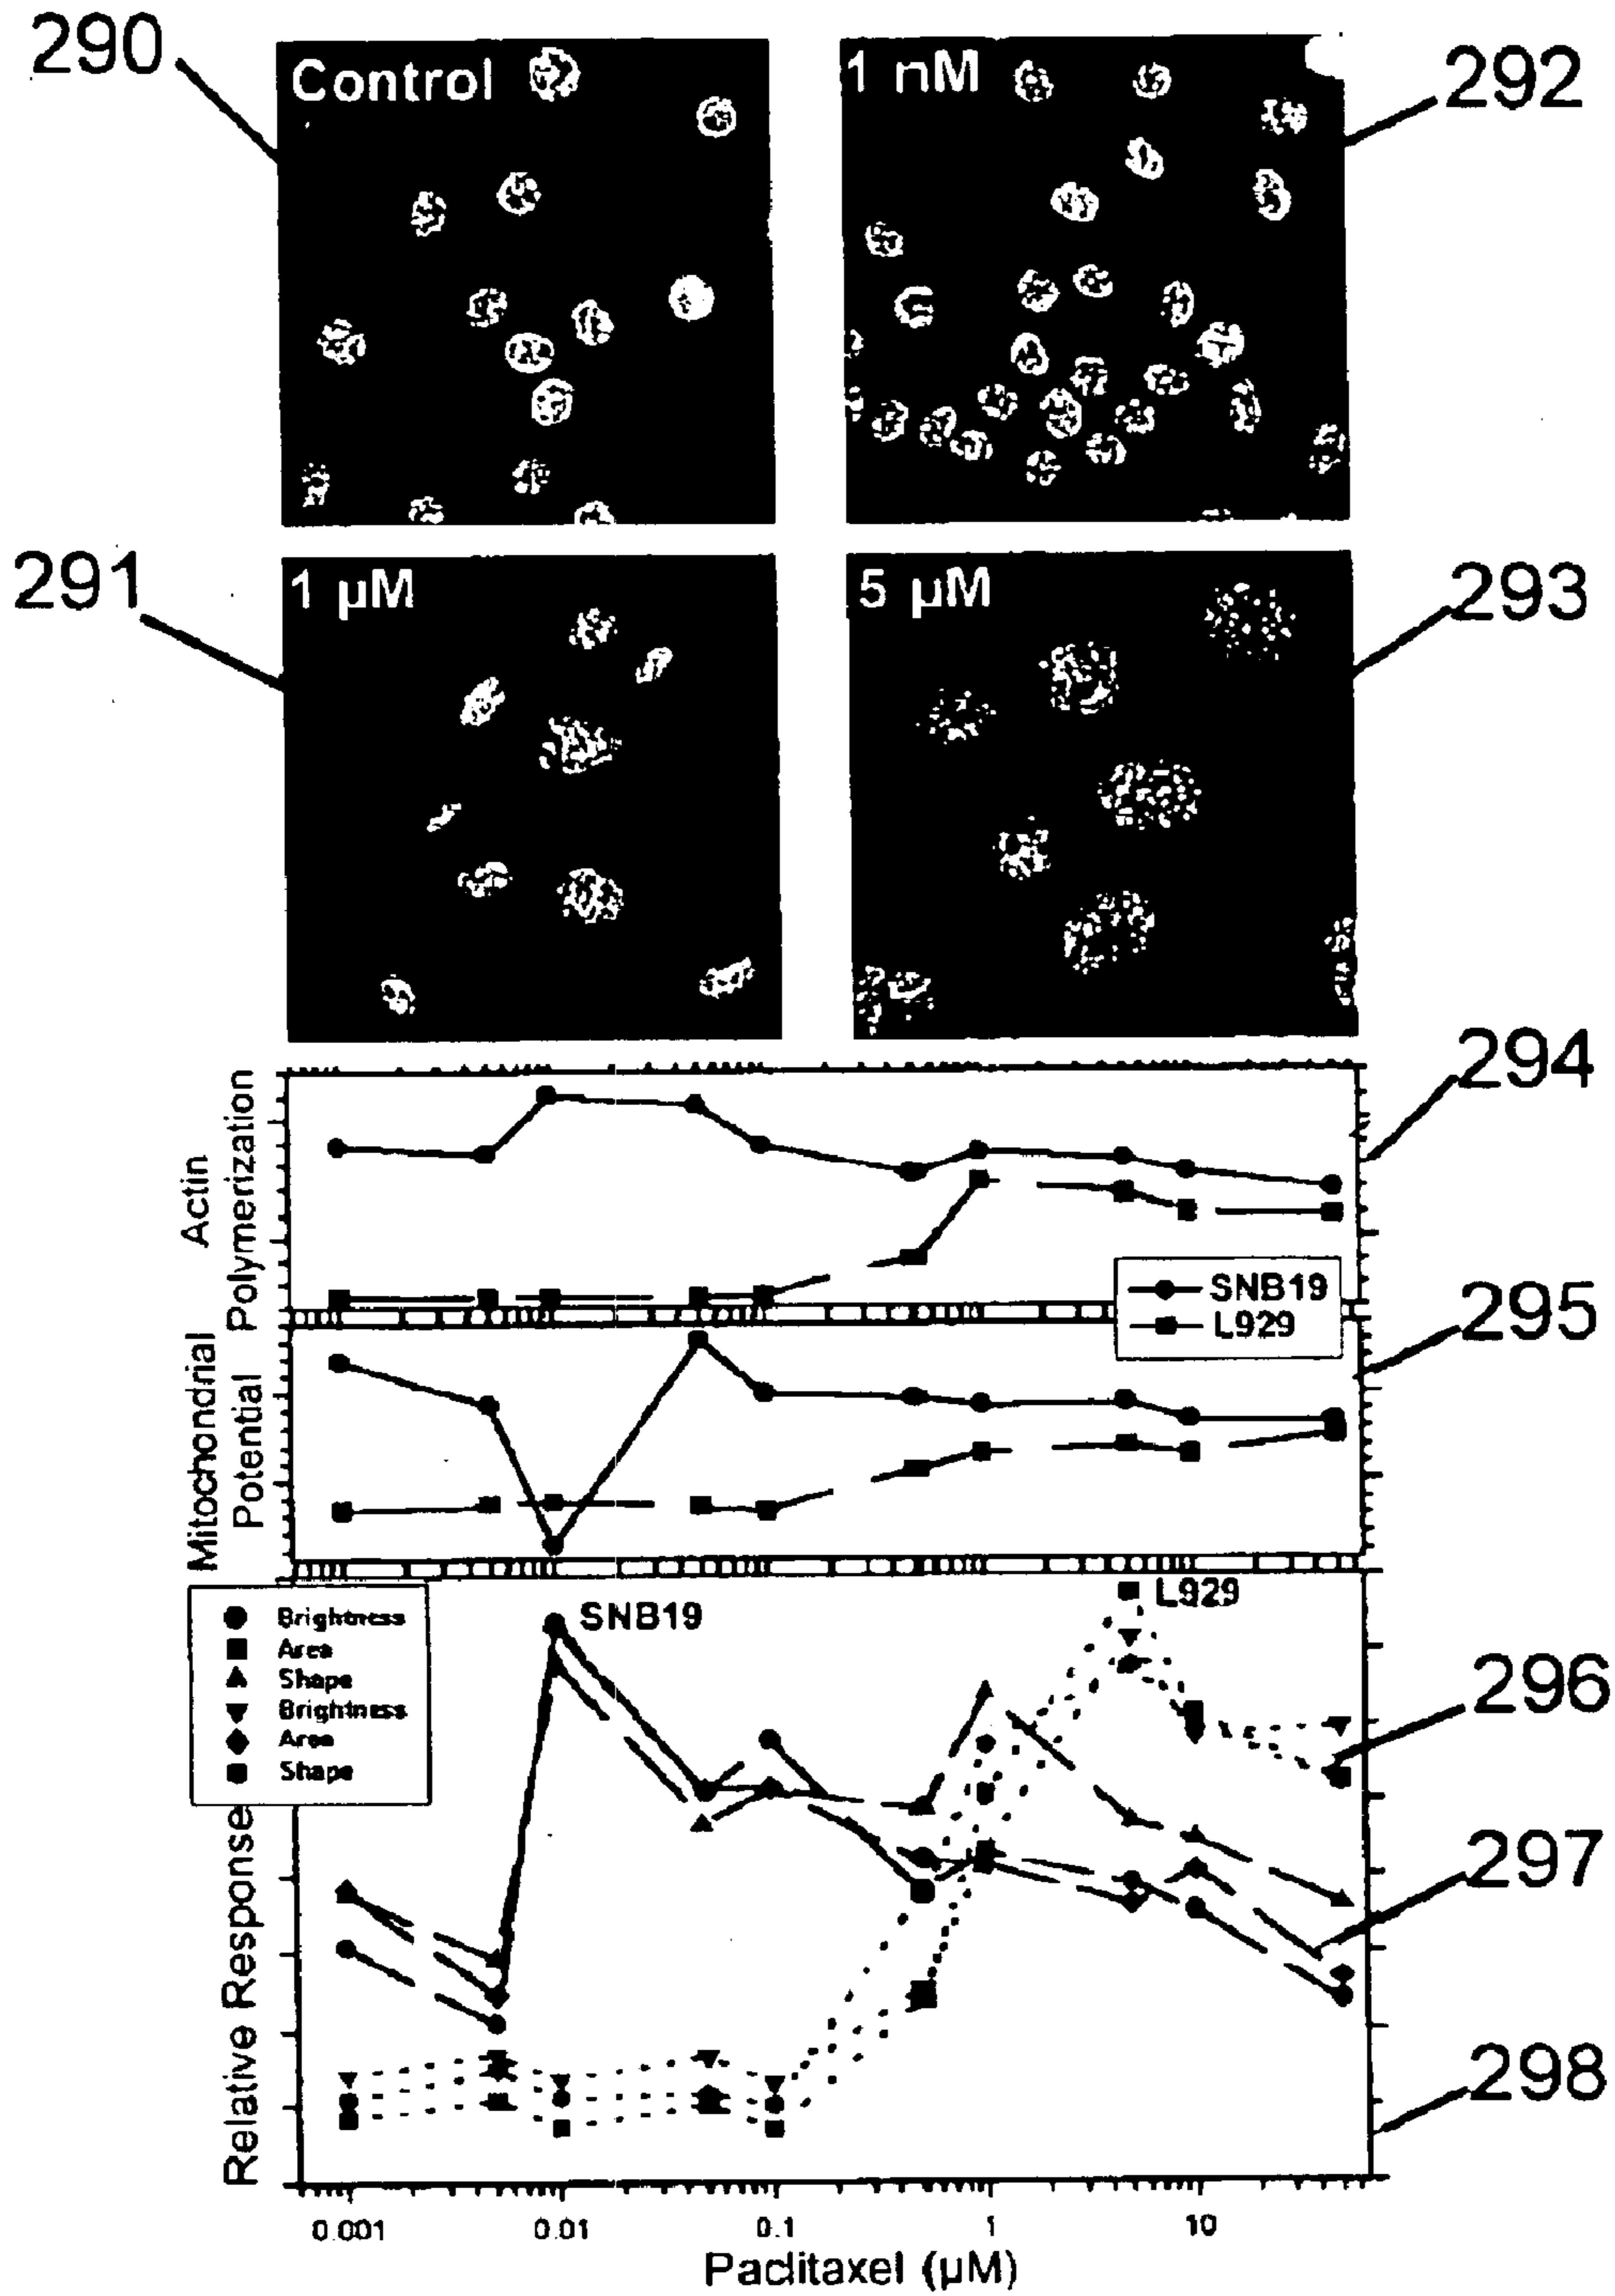 290
Control
1 nM
292
291
1 µM
5 µM
293
294
Actin
Polymerization
SNB19
L929
295
Mitochondrial
Potential
SNB19
L929
Brightness
Area
Shape
Brightness
Area
Shape
296
297
Relative Response
298
0.001 0.01 0.1 1 10
Paclitaxel (µM)